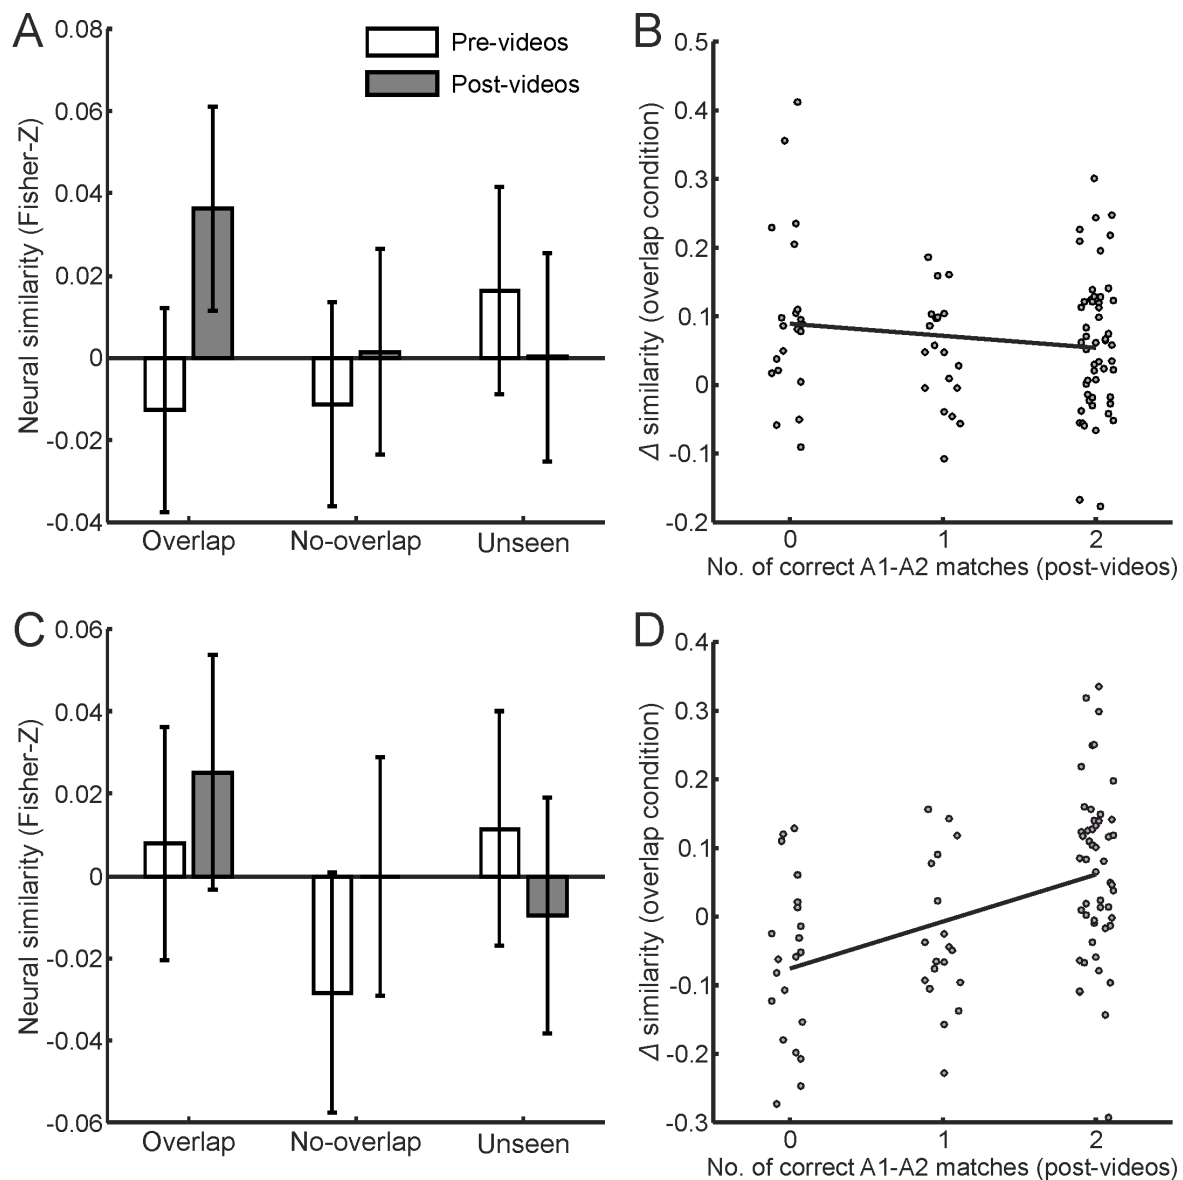 A
0.08
0.06
0.04
0.02
0
-0.02
-0.04
Neural similarity (Fisher-Z)
Pre-videos
Post-videos
Overlap
No-overlap
Unseen
B
0.5
0.4
0.3
0.2
0.1
0
-0.1
-0.2
Δ similarity (overlap condition)
0
1
2
No. of correct A1-A2 matches (post-videos)
C
0.06
0.04
0.02
0
-0.02
-0.04
-0.06
Neural similarity (Fisher-Z)
Overlap
No-overlap
Unseen
D
0.4
0.3
0.2
0.1
0
-0.1
-0.2
-0.3
Δ similarity (overlap condition)
0
1
2
No. of correct A1-A2 matches (post-videos)